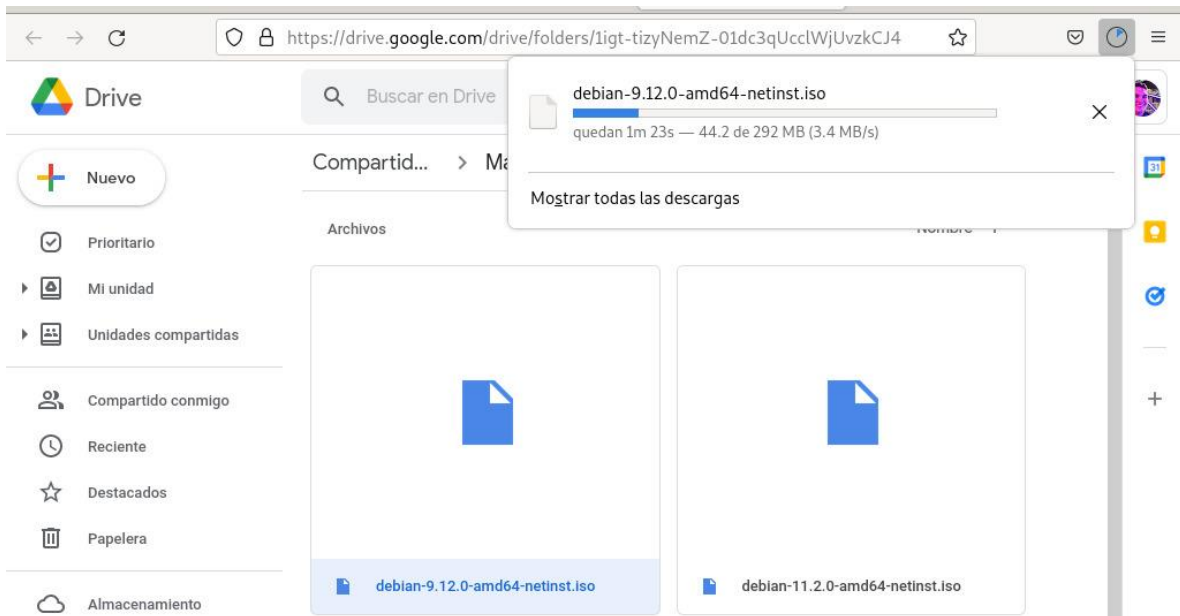 https://drive.google.com/drive/folders/1igt-tizyNemZ-01dc3qUcclWjUvzkCJ4
Drive
Buscar en Drive
debian-9.12.0-amd64-netinst.iso
quedan 1m 23s — 44.2 de 292 MB (3.4 MB/s)
Mostrar todas las descargas
Compartid... > Ma
31
Nuevo
Archivos
Nombre
Prioritario
Mi unidad
Unidades compartidas
Compartido conmigo
Reciente
Destacados
Papelera
Almacenamiento
debian-9.12.0-amd64-netinst.iso
debian-11.2.0-amd64-netinst.iso